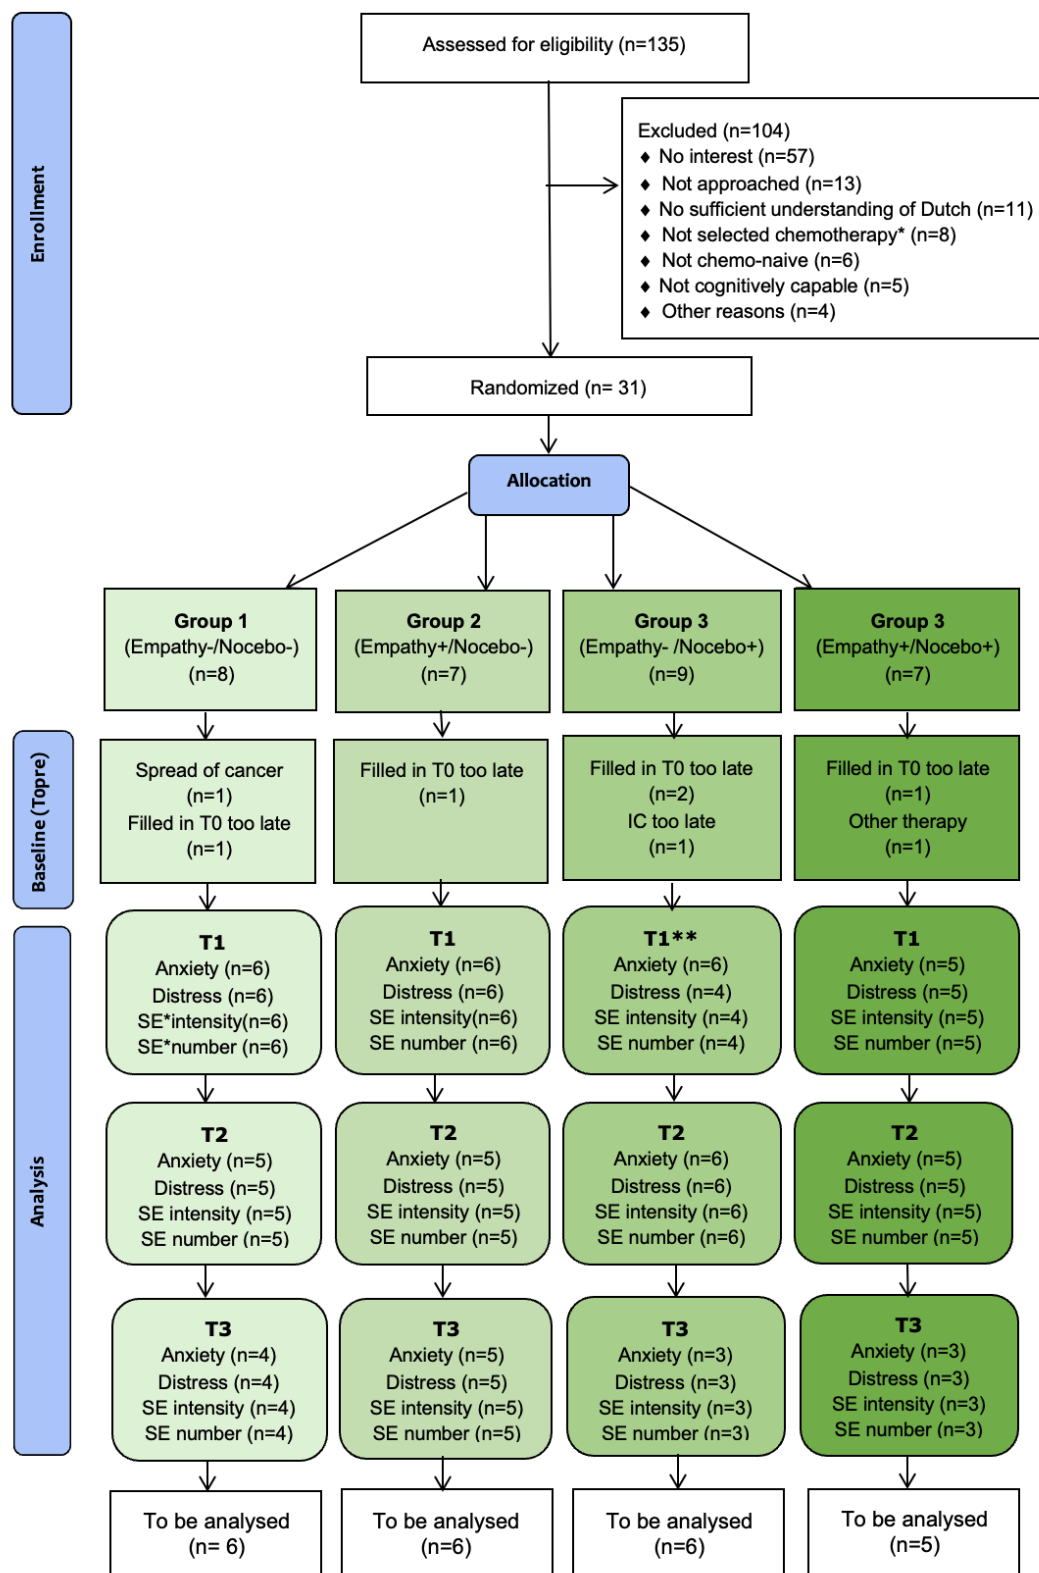 Enrollment
Assessed for eligibility (n=135)
Excluded (n=104)
♦ No interest (n=57)
♦ Not approached (n=13)
♦ No sufficient understanding of Dutch (n=11)
♦ Not selected chemotherapy* (n=8)
♦ Not chemo-naive (n=6)
♦ Not cognitively capable (n=5)
♦ Other reasons (n=4)
Randomized (n= 31)
Allocation
Group 1
(Empathy-/Nocebo-)
(n=8)
Group 2
(Empathy+/Nocebo-)
(n=7)
Group 3
(Empathy- /Nocebo+)
(n=9)
Group 3
(Empathy+/Nocebo+)
(n=7)
Baseline (Topre)
Spread of cancer
(n=1)
Filled in T0 too late
(n=1)
Filled in T0 too late
(n=1)
Filled in T0 too late
(n=2)
IC too late
(n=1)
Filled in T0 too late
(n=1)
Other therapy
(n=1)
Analysis
T1
Anxiety (n=6)
Distress (n=6)
SE*intensity(n=6)
SE*number (n=6)
T1
Anxiety (n=6)
Distress (n=6)
SE intensity(n=6)
SE number (n=6)
T1**
Anxiety (n=6)
Distress (n=4)
SE intensity (n=4)
SE number (n=4)
T1
Anxiety (n=5)
Distress (n=5)
SE intensity (n=5)
SE number (n=5)
T2
Anxiety (n=5)
Distress (n=5)
SE intensity (n=5)
SE number (n=5)
T2
Anxiety (n=5)
Distress (n=5)
SE intensity (n=5)
SE number (n=5)
T2
Anxiety (n=6)
Distress (n=6)
SE intensity (n=6)
SE number (n=6)
T2
Anxiety (n=5)
Distress (n=5)
SE intensity (n=5)
SE number (n=5)
T3
Anxiety (n=4)
Distress (n=4)
SE intensity (n=4)
SE number (n=4)
T3
Anxiety (n=5)
Distress (n=5)
SE intensity (n=5)
SE number (n=5)
T3
Anxiety (n=3)
Distress (n=3)
SE intensity (n=3)
SE number (n=3)
T3
Anxiety (n=3)
Distress (n=3)
SE intensity (n=3)
SE number (n=3)
To be analysed
(n= 6)
To be analysed
(n=6)
To be analysed
(n=6)
To be analysed
(n=5)